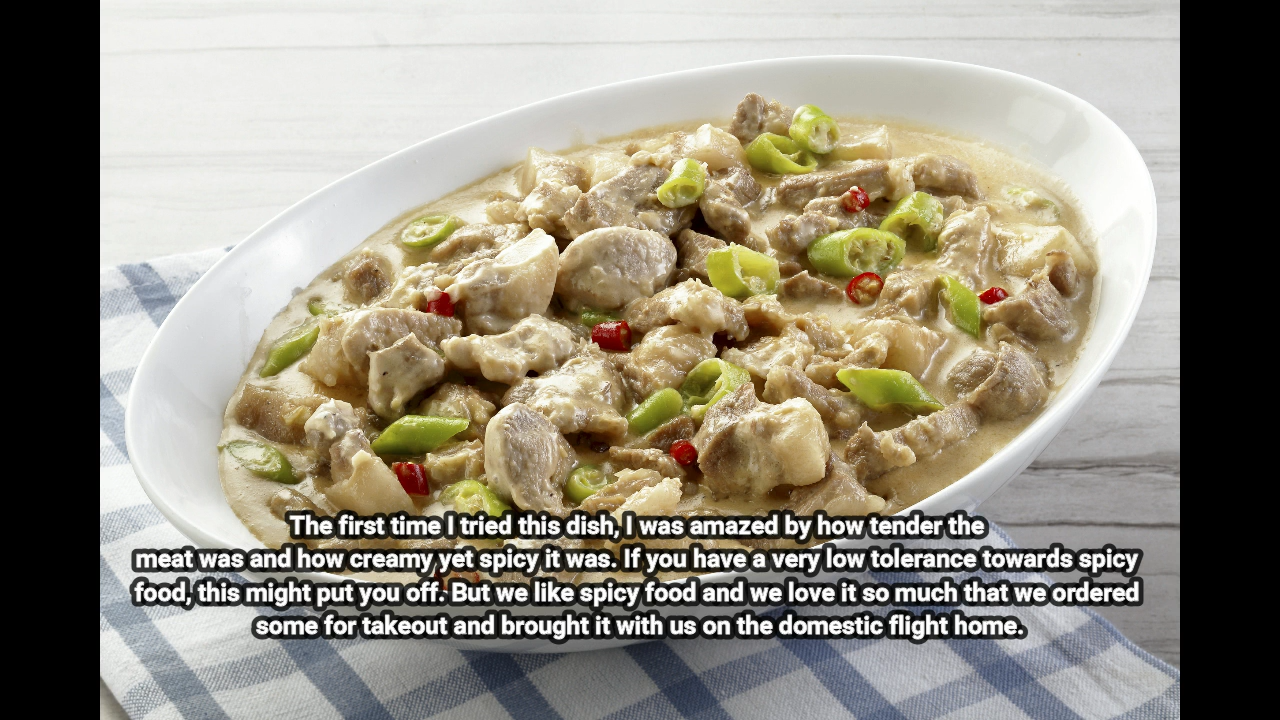 The first time I tried this dish, I was amazed by how tender the
meat was and how creamy yet spicy it was. If you have a very low tolerance towards spicy
food, this might put you off. But we like spicy food and we love it so much that we ordered
some for takeout and brought it with us on the domestic flight home.